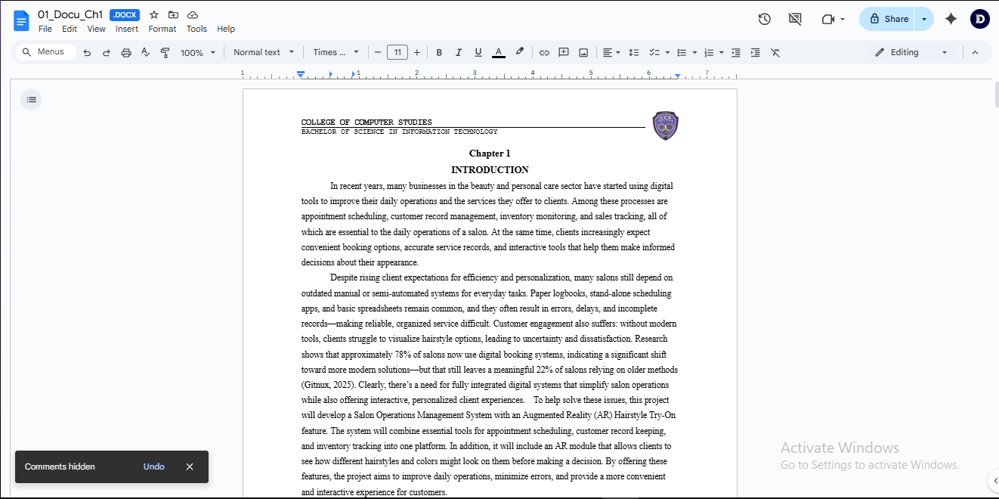 01_Docu_Ch1 .DOCX
File Edit View Insert Format Tools Help
Share
D
Menus 100% Normal text Times ... 11 B I U A Editing
1 1 2 3 4 5 6 7
COLLEGE OF COMPUTER STUDIES
BACHELOR OF SCIENCE IN INFORMATION TECHNOLOGY
CCS
Chapter 1
INTRODUCTION
In recent years, many businesses in the beauty and personal care sector have started using digital
tools to improve their daily operations and the services they offer to clients. Among these processes are
appointment scheduling, customer record management, inventory monitoring, and sales tracking, all of
which are essential to the daily operations of a salon. At the same time, clients increasingly expect
convenient booking options, accurate service records, and interactive tools that help them make informed
decisions about their appearance.
Despite rising client expectations for efficiency and personalization, many salons still depend on
outdated manual or semi-automated systems for everyday tasks. Paper logbooks, stand-alone scheduling
apps, and basic spreadsheets remain common, and they often result in errors, delays, and incomplete
records—making reliable, organized service difficult. Customer engagement also suffers: without modern
tools, clients struggle to visualize hairstyle options, leading to uncertainty and dissatisfaction. Research
shows that approximately 78% of salons now use digital booking systems, indicating a significant shift
toward more modern solutions—but that still leaves a meaningful 22% of salons relying on older methods
(Gitnux, 2025). Clearly, there’s a need for fully integrated digital systems that simplify salon operations
while also offering interactive, personalized client experiences. To help solve these issues, this project
will develop a Salon Operations Management System with an Augmented Reality (AR) Hairstyle Try-On
feature. The system will combine essential tools for appointment scheduling, customer record keeping,
and inventory tracking into one platform. In addition, it will include an AR module that allows clients to
see how different hairstyles and colors might look on them before making a decision. By offering these
features, the project aims to improve daily operations, minimize errors, and provide a more convenient
and interactive experience for customers.
Comments hidden Undo
Activate Windows
Go to Settings to activate Windows.